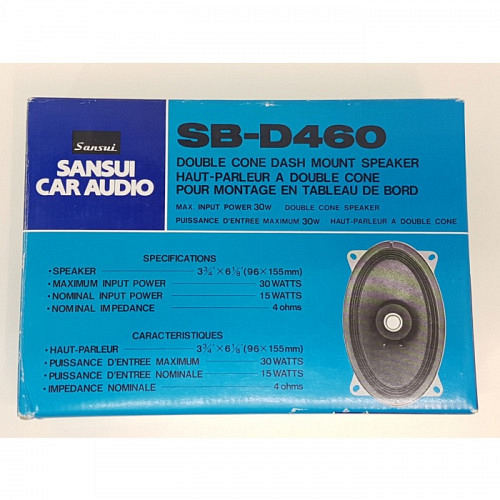 Sansui
SANSUI
CAR AUDIO
SB-D460
DOUBLE CONE DASH MOUNT SPEAKER
HAUT-PARLEUR A DOUBLE CONE
POUR MONTAGE EN TABLEAU DE BORD
MAX. INPUT POWER 30W DOUBLE CONE SPEAKER
PUISSANCE D'ENTREE MAXIMUM 30W HAUT-PARLEUR A DOUBLE CONE
SPECIFICATIONS
•SPEAKER 3¾"×6⅛"(96×155mm)
•MAXIMUM INPUT POWER 30 WATTS
•NOMINAL INPUT POWER 15 WATTS
•NOMINAL IMPEDANCE 4 ohms
CARACTERISTIQUES
•HAUT-PARLEUR 3¾"×6⅛"(96×155mm)
•PUISSANCE D'ENTREE MAXIMUM 30 WATTS
•PUISSANCE D'ENTREE NOMINALE 15 WATTS
•IMPEDANCE NOMINALE 4 ohms